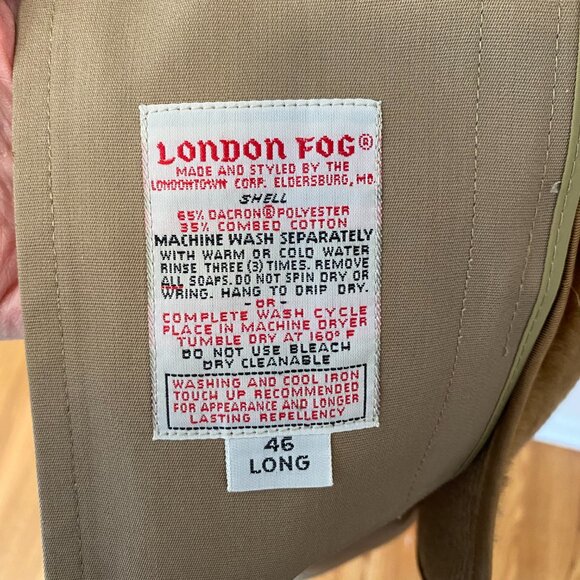 LONDON FOG®
MADE AND STYLED BY THE
LONDONTOWN CORP. ELDERSBURG, MD.
SHELL
65% DACRON® POLYESTER
35% COMBED COTTON
MACHINE WASH SEPARATELY
WITH WARM OR COLD WATER
RINSE THREE (3) TIMES. REMOVE
ALL SOAPS. DO NOT SPIN DRY OR
WRING. HANG TO DRIP DRY.
- OR -
COMPLETE WASH CYCLE
PLACE IN MACHINE DRYER
TUMBLE DRY AT 160° F
DO NOT USE BLEACH
DRY CLEANABLE
WASHING AND COOL IRON
TOUCH UP RECOMMENDED
FOR APPEARANCE AND LONGER
LASTING REPELLENCY
46
LONG